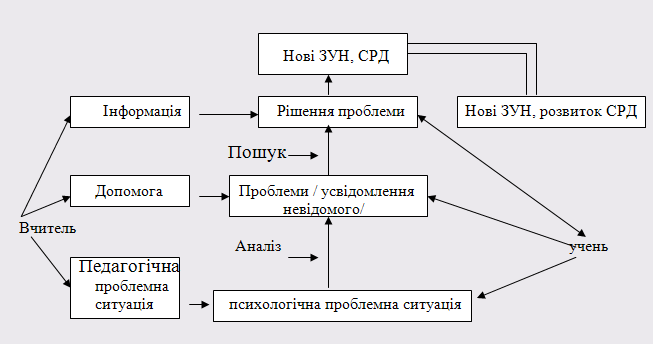 Нові ЗУН, СРД
Інформація
Рішення проблеми
Нові ЗУН, розвиток СРД
Пошук
Допомога
Проблеми / усвідомлення
невідомого/
Вчитель
Аналіз
учень
Педагогічна
проблемна
ситуація
психологічна проблемна ситуація